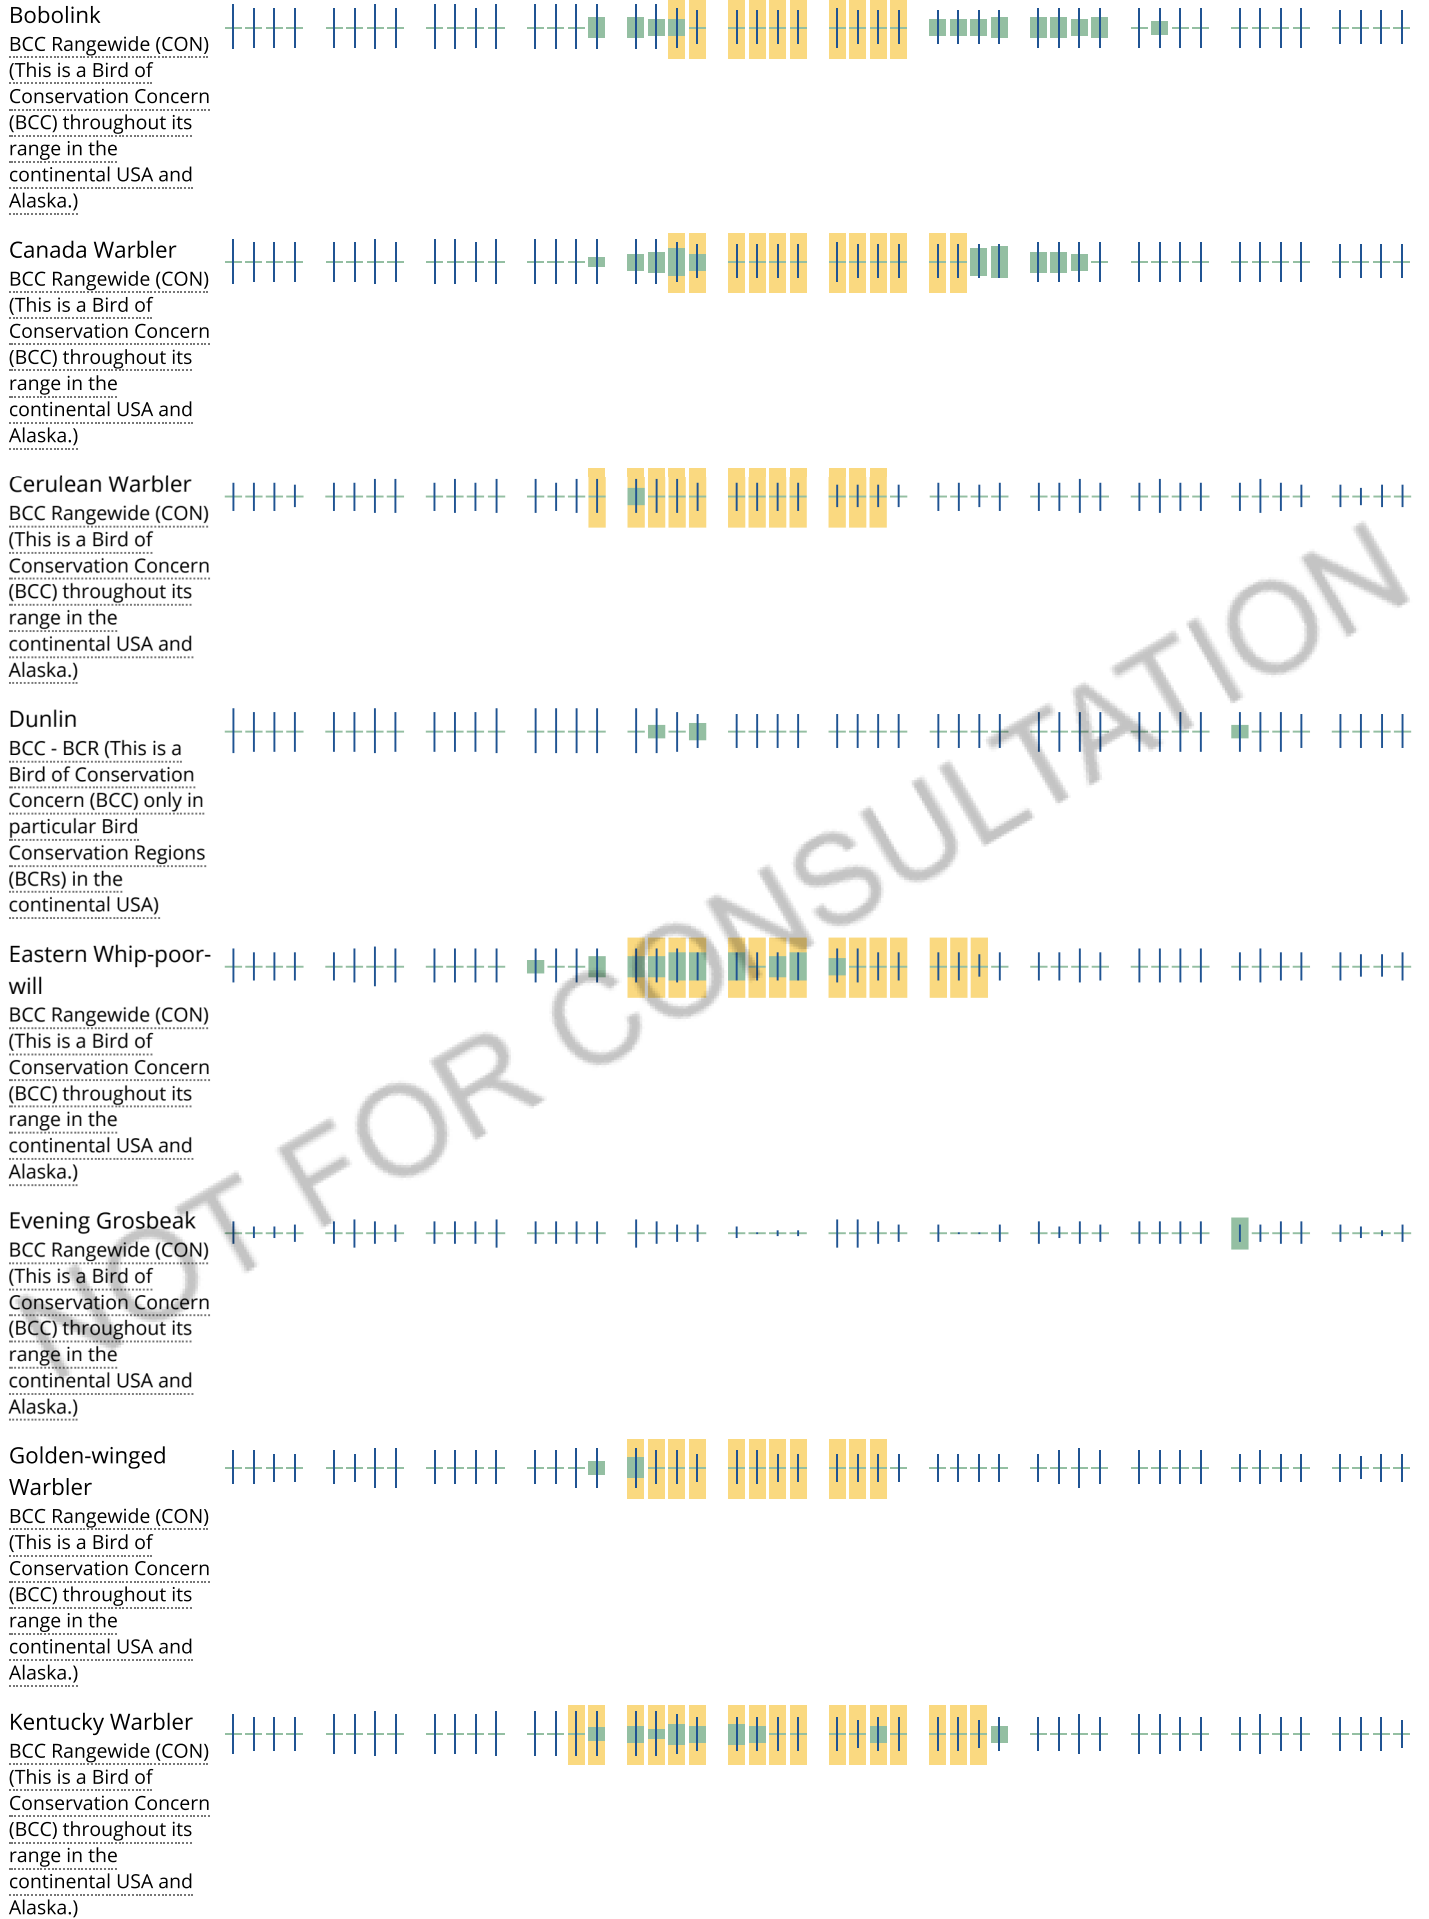 Bobolink
BCC Rangewide (CON)
(This is a Bird of
Conservation Concern
(BCC) throughout its
range in the
continental USA and
Alaska.)
Canada Warbler
BCC Rangewide (CON)
(This is a Bird of
Conservation Concern
(BCC) throughout its
range in the
continental USA and
Alaska.)
Cerulean Warbler
BCC Rangewide (CON)
(This is a Bird of
Conservation Concern
(BCC) throughout its
range in the
continental USA and
Alaska.)
Dunlin
BCC - BCR (This is a
Bird of Conservation
Concern (BCC) only in
particular Bird
Conservation Regions
(BCRs) in the
continental USA)
Eastern Whip-poor-
will
BCC Rangewide (CON)
(This is a Bird of
Conservation Concern
(BCC) throughout its
range in the
continental USA and
Alaska.)
Evening Grosbeak
BCC Rangewide (CON)
(This is a Bird of
Conservation Concern
(BCC) throughout its
range in the
continental USA and
Alaska.)
Golden-winged
Warbler
BCC Rangewide (CON)
(This is a Bird of
Conservation Concern
(BCC) throughout its
range in the
continental USA and
Alaska.)
Kentucky Warbler
BCC Rangewide (CON)
(This is a Bird of
Conservation Concern
(BCC) throughout its
range in the
continental USA and
Alaska.)
NOT FOR CONSULTATION